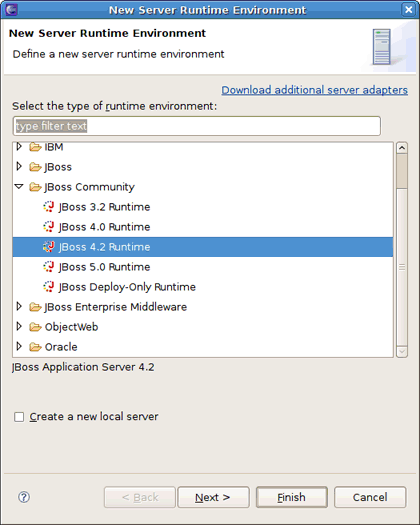 New Server Runtime Environment
New Server Runtime Environment
Define a new server runtime environment
Download additional server adapters
Select the type of runtime environment:
type filter text
IBM
JBoss
JBoss Community
JBoss 3.2 Runtime
JBoss 4.0 Runtime
JBoss 4.2 Runtime
JBoss 5.0 Runtime
JBoss Deploy-Only Runtime
JBoss Enterprise Middleware
ObjectWeb
Oracle
JBoss Application Server 4.2
Create a new local server
? < Back Next > Finish Cancel